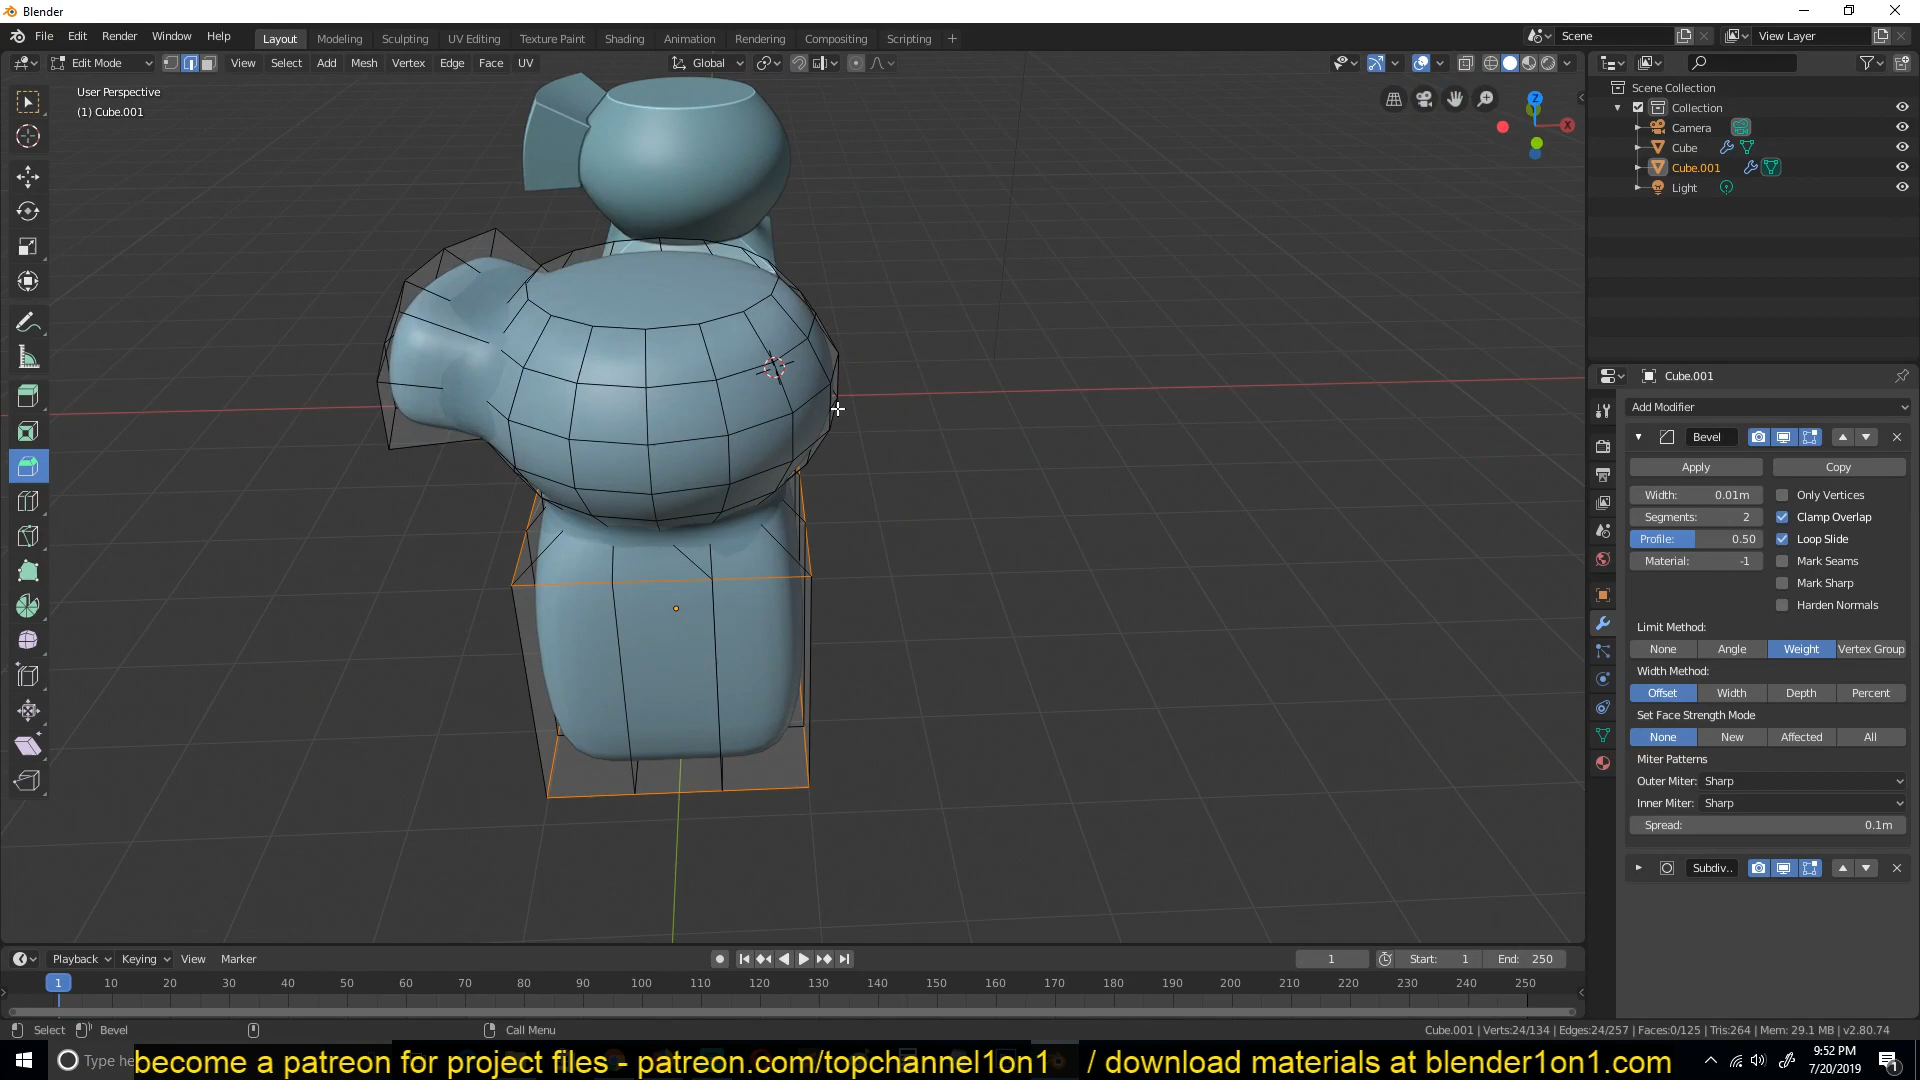 Blender
File Edit Render Window Help
Layout Modeling Sculpting UV Editing Texture Paint Shading Animation Rendering Compositing Scripting +
Scene
View Layer
Edit Mode
View Select Add Mesh Vertex Edge Face UV
Global
User Perspective
(1) Cube.001
Z
X
Scene Collection
Collection
Camera
Cube
Cube.001
Light
Cube.001
Add Modifier
Bevel
Apply Copy
Width: 0.01m Only Vertices
Segments: 2 Clamp Overlap
Profile: 0.50 Loop Slide
Material: -1 Mark Seams
Mark Sharp
Harden Normals
Limit Method:
None Angle Weight Vertex Group
Width Method:
Offset Width Depth Percent
Set Face Strength Mode
None New Affected All
Miter Patterns
Outer Miter: Sharp
Inner Miter: Sharp
Spread: 0.1m
Subdiv..
Playback Keying View Marker
1 Start: 1 End: 250
1 10 20 30 40 50 60 70 80 90 100 110 120 130 140 150 160 170 180 190 200 210 220 230 240 250
Select Bevel Call Menu
Cube.001 | Verts:24/134 | Edges:24/257 | Faces:0/125 | Tris:264 | Mem: 29.1 MB | v2.80.74
Type he
become a patreon for project files - patreon.com/topchannel1on1 / download materials at blender1on1.com
9:52 PM
7/20/2019
1